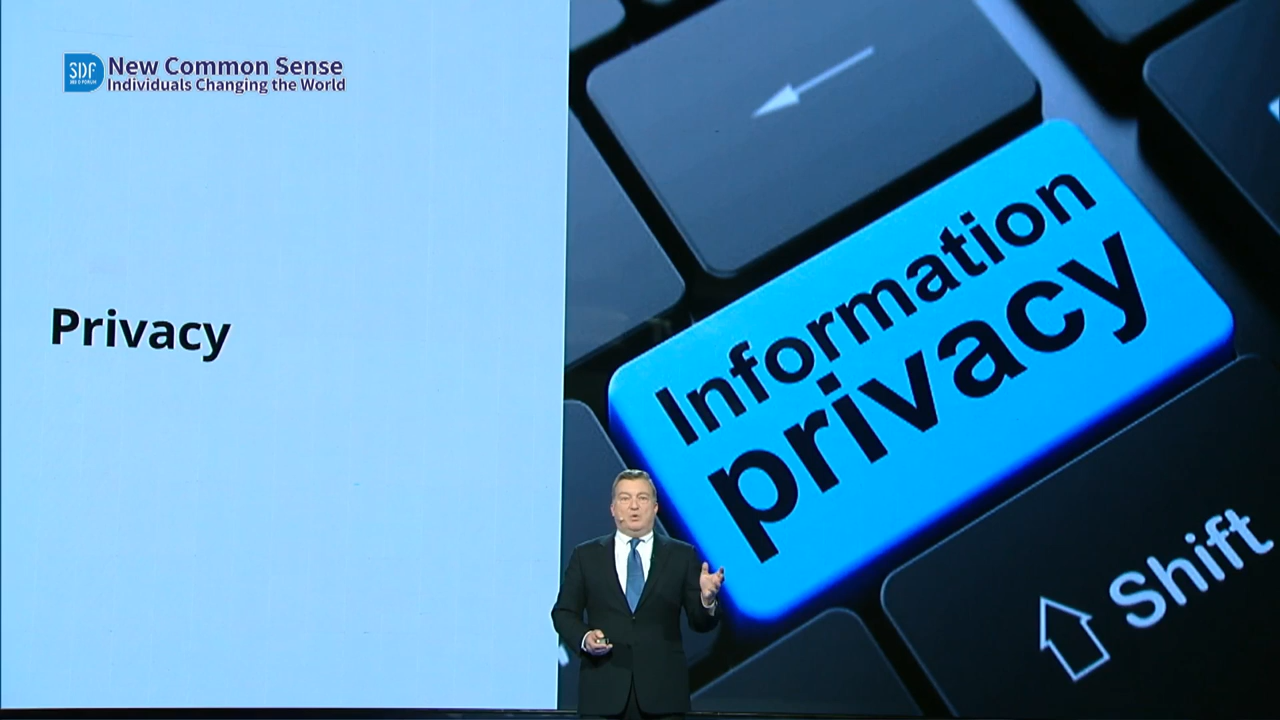 SDF
New Common Sense
Individuals Changing the World
Privacy
Information
privacy
Shift